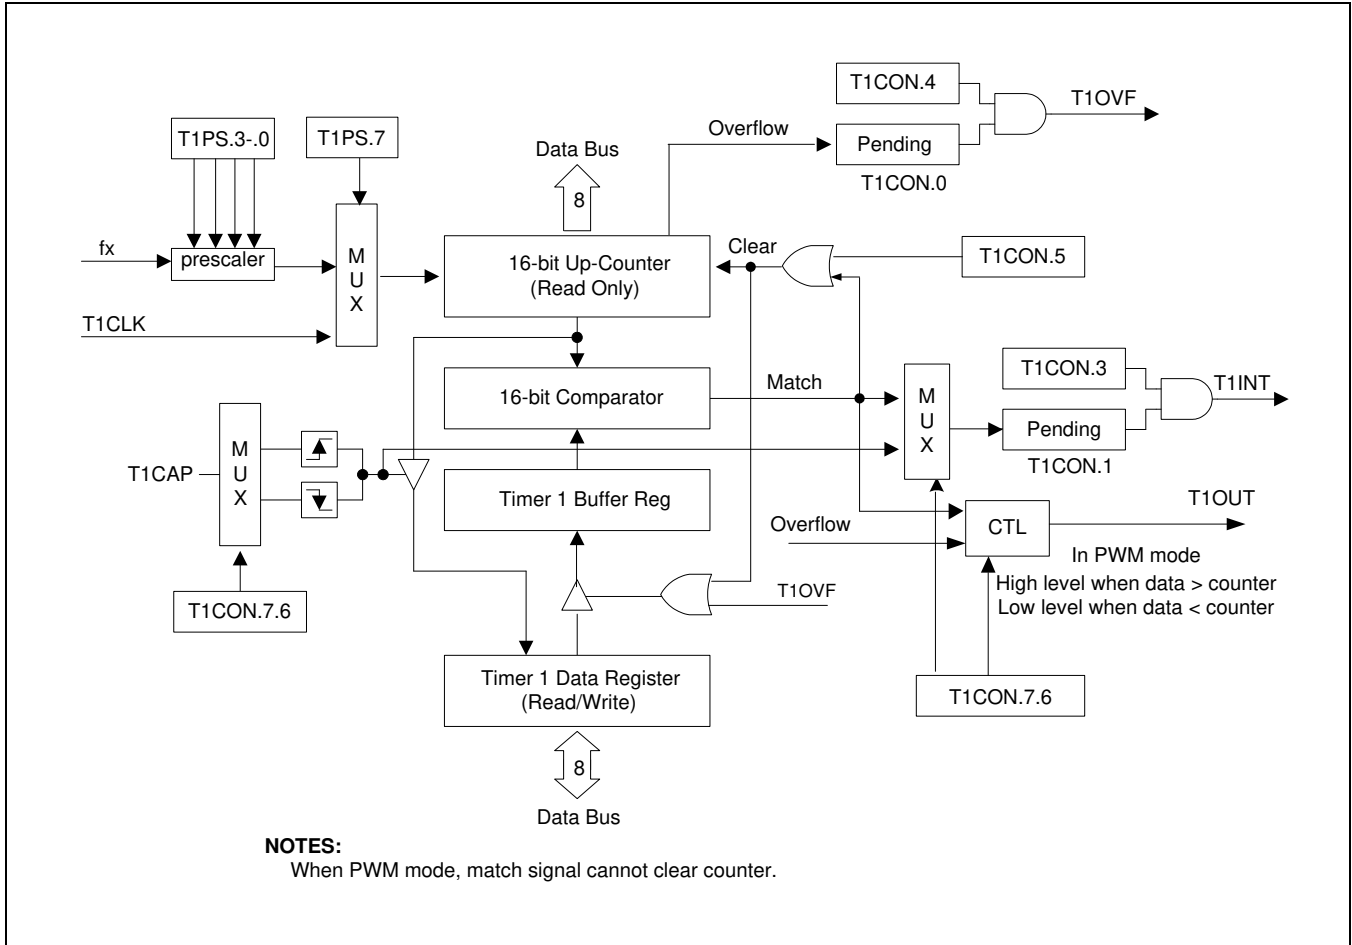 T1CON.4
T1OVF
T1PS.3-.0
T1PS.7
Overflow
Pending
Data Bus
T1CON.0
8
fx
prescaler
M
U
X
16-bit Up-Counter
(Read Only)
Clear
T1CON.5
T1CLK
16-bit Comparator
Match
M
U
X
T1CON.3
T1INT
Pending
T1CON.1
T1CAP
M
U
X
Timer 1 Buffer Reg
Overflow
CTL
T1OUT
In PWM mode
High level when data > counter
Low level when data < counter
T1CON.7.6
T1OVF
Timer 1 Data Register
(Read/Write)
T1CON.7.6
8
Data Bus
NOTES:
When PWM mode, match signal cannot clear counter.